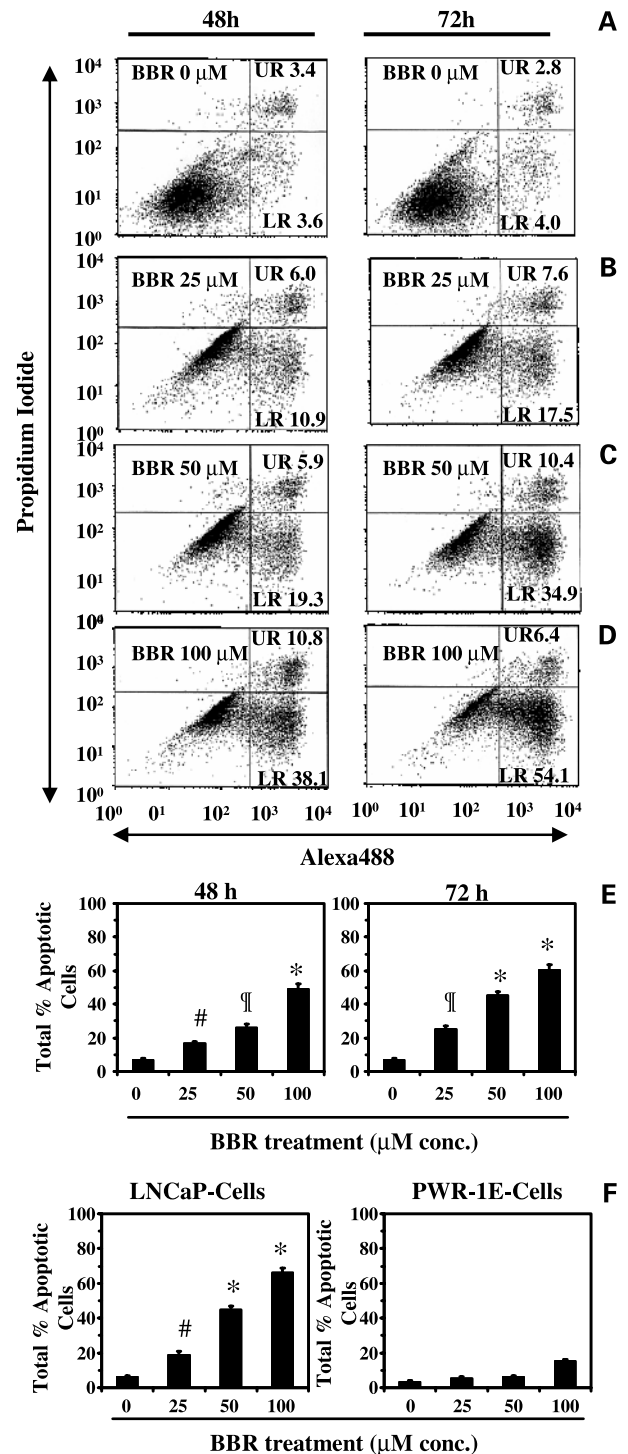 48h 72h A
10⁴ BBR 0 µM UR 3.4 BBR 0 µM UR 2.8
10³
10²
10¹
10⁰ LR 3.6 LR 4.0
Propidium Iodide
10⁴ BBR 25 µM UR 6.0 BBR 25 µM UR 7.6 B
10³
10²
10¹
10⁰ LR 10.9 LR 17.5
10⁴ BBR 50 µM UR 5.9 BBR 50 µM UR 10.4 C
10³
10²
10¹
10⁰ LR 19.3 LR 34.9
BBR 100 µM UR 10.8 BBR 100 µM UR6.4 D
10³
10²
10¹
10⁰ LR 38.1 LR 54.1
10⁰ 0¹ 10² 10³ 10⁴ 10⁰ 10¹ 10² 10³ 10⁴
Alexa488
48 h 72 h E
Total % Apoptotic
Cells
100
80
60
40
20
0
# ¶ * ¶ * *
0 25 50 100 0 25 50 100
BBR treatment (µM conc.)
LNCaP-Cells PWR-1E-Cells F
Total % Apoptotic
Cells
100
80
60
40
20
0
# * *
Total % Apoptotic
Cells
100
80
60
40
20
0
0 25 50 100 0 25 50 100
BBR treatment (µM conc.)